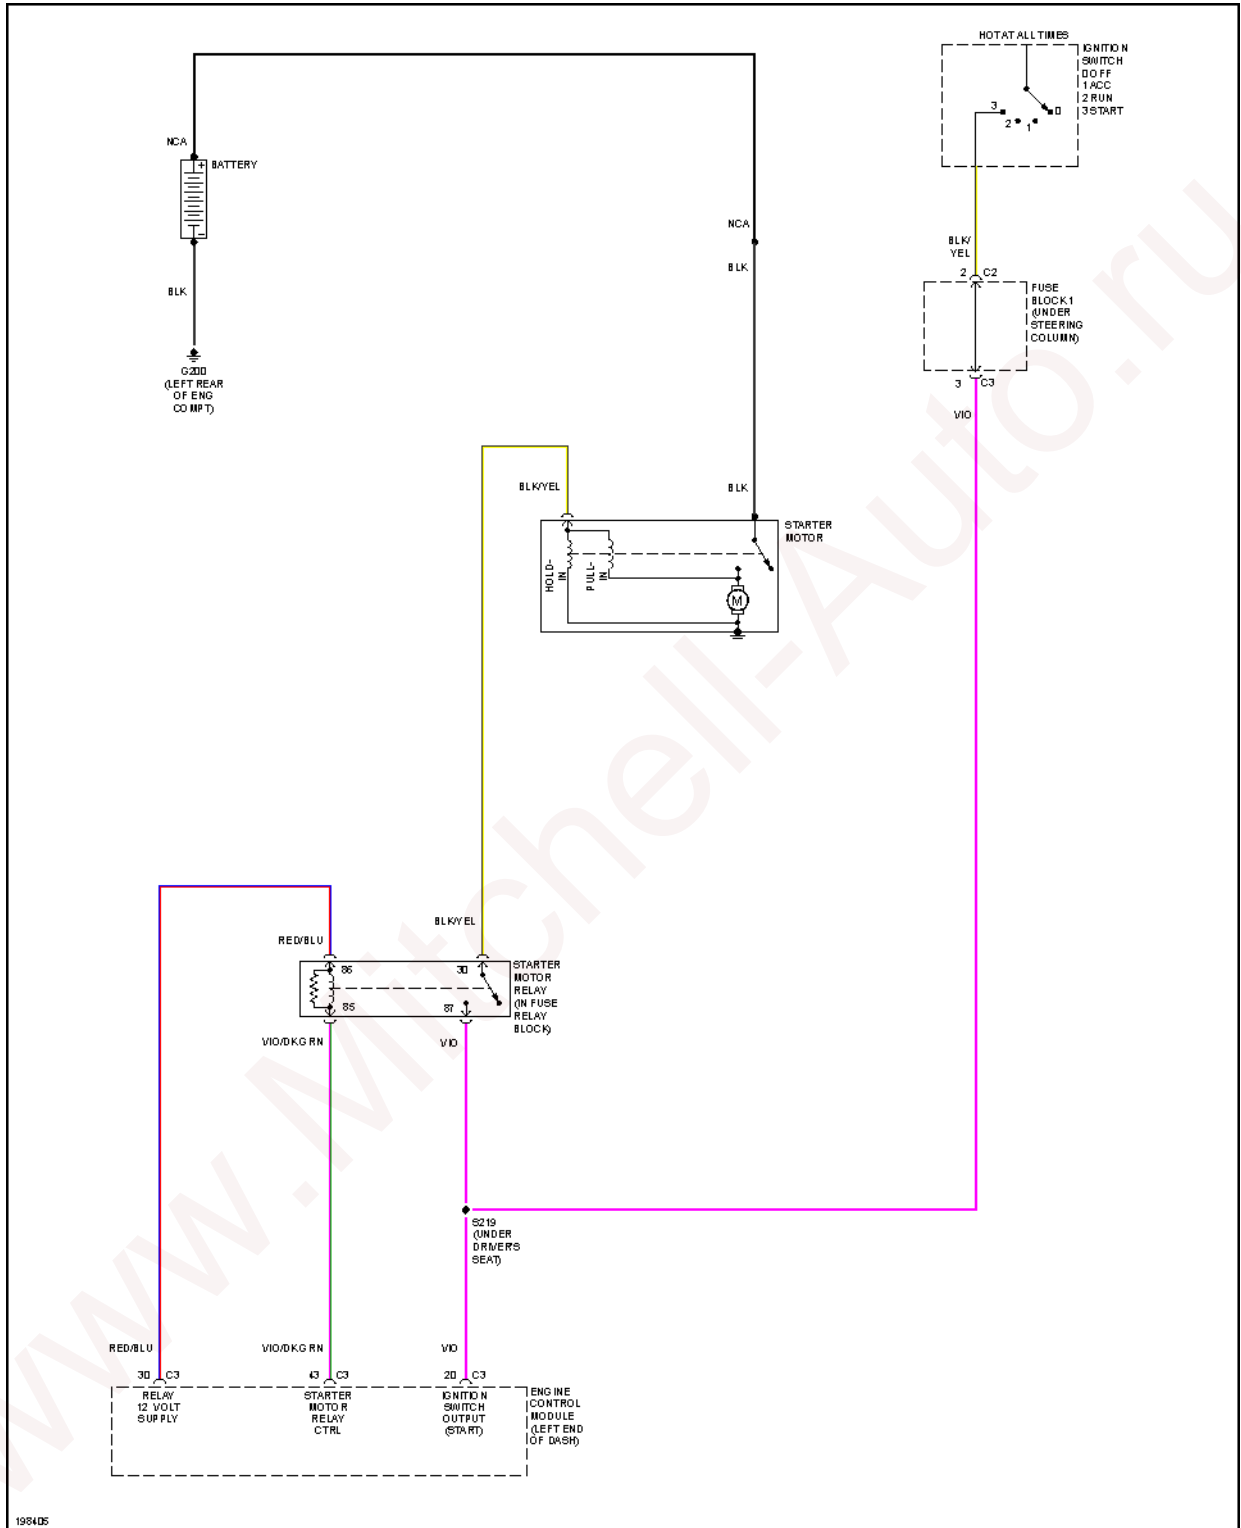 HOT AT ALL TIMES
IGNITION
SWITCH
0 OFF
1 ACC
2 RUN
3 START
3
0
2
1
NCA
BATTERY
+
-
NCA
BLK
BLK/
YEL
2 C2
BLK
FUSE
BLOCK 1
(UNDER
STEERING
COLUMN)
G200
(LEFT REAR
OF ENG
COMPT)
3 C3
VIO
BLK/YEL
BLK
STARTER
MOTOR
HOLD-
IN
PULL-
IN
M
BLK/YEL
RED/BLU
86
30
85
87
STARTER
MOTOR
RELAY
(IN FUSE
RELAY
BLOCK)
VIO/DKGRN
VIO
S219
(UNDER
DRIVER'S
SEAT)
RED/BLU
VIO/DKGRN
VIO
30 C3
43 C3
20 C3
RELAY
12 VOLT
SUPPLY
STARTER
MOTOR
RELAY
CTRL
IGNITION
SWITCH
OUTPUT
(START)
ENGINE
CONTROL
MODULE
(LEFT END
OF DASH)
198405
www.Mitchell-Auto.ru